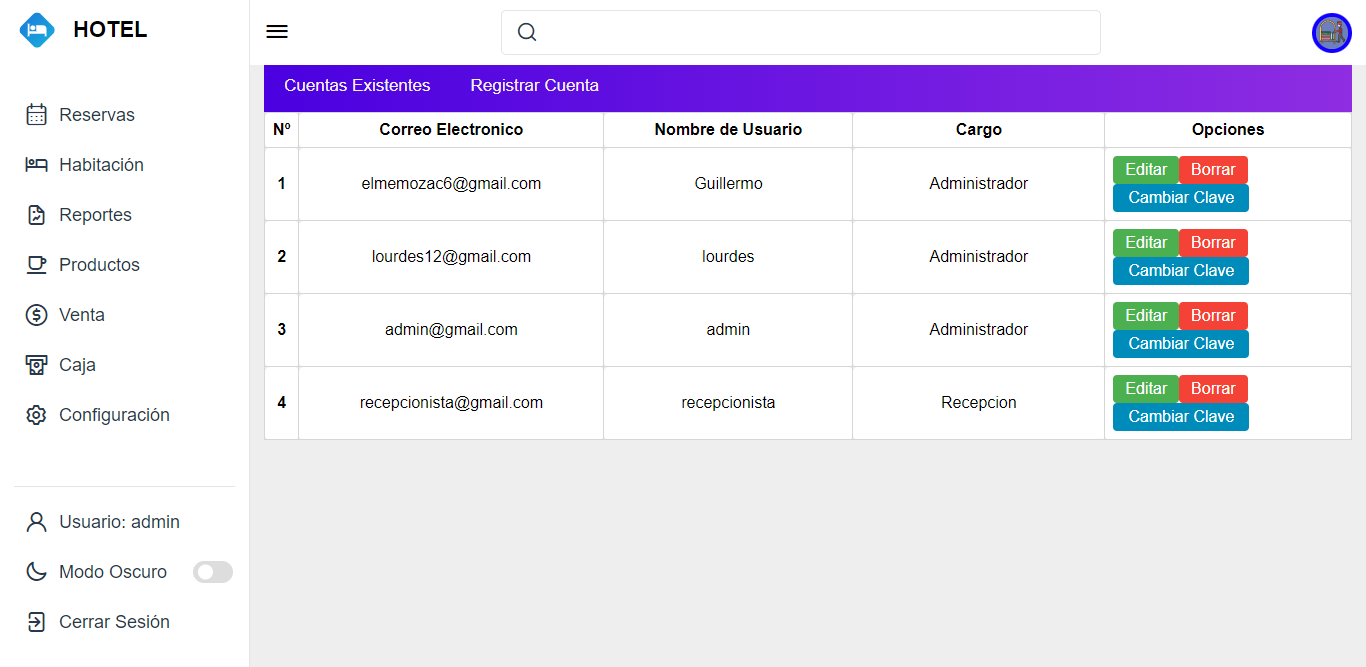 HOTEL
Reservas
Habitación
Reportes
Productos
Venta
Caja
Configuración
Usuario: admin
Modo Oscuro
Cerrar Sesión
Cuentas Existentes Registrar Cuenta
Nº Correo Electronico Nombre de Usuario Cargo Opciones
1 elmemozac6@gmail.com Guillermo Administrador Editar Borrar
Cambiar Clave
2 lourdes12@gmail.com lourdes Administrador Editar Borrar
Cambiar Clave
3 admin@gmail.com admin Administrador Editar Borrar
Cambiar Clave
4 recepcionista@gmail.com recepcionista Recepcion Editar Borrar
Cambiar Clave